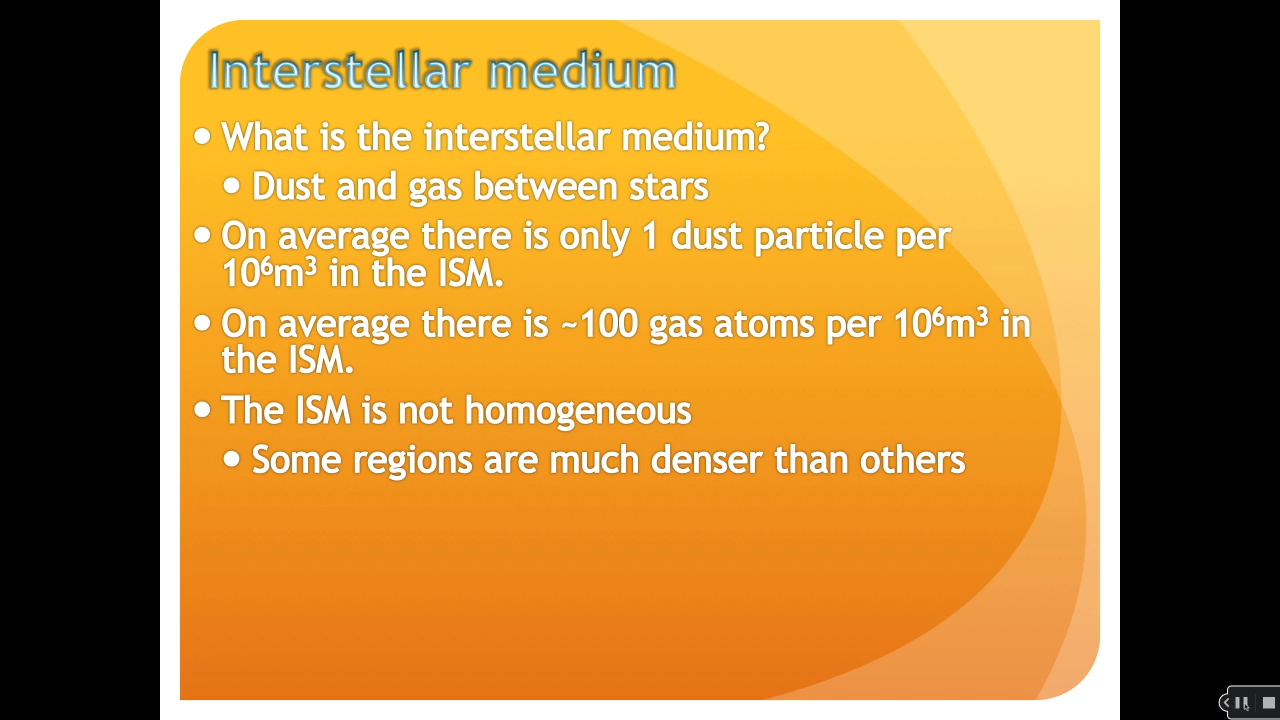 Interstellar medium
• What is the interstellar medium?
• Dust and gas between stars
• On average there is only 1 dust particle per
10⁶m³ in the ISM.
• On average there is ~100 gas atoms per 10⁶m³ in
the ISM.
• The ISM is not homogeneous
• Some regions are much denser than others